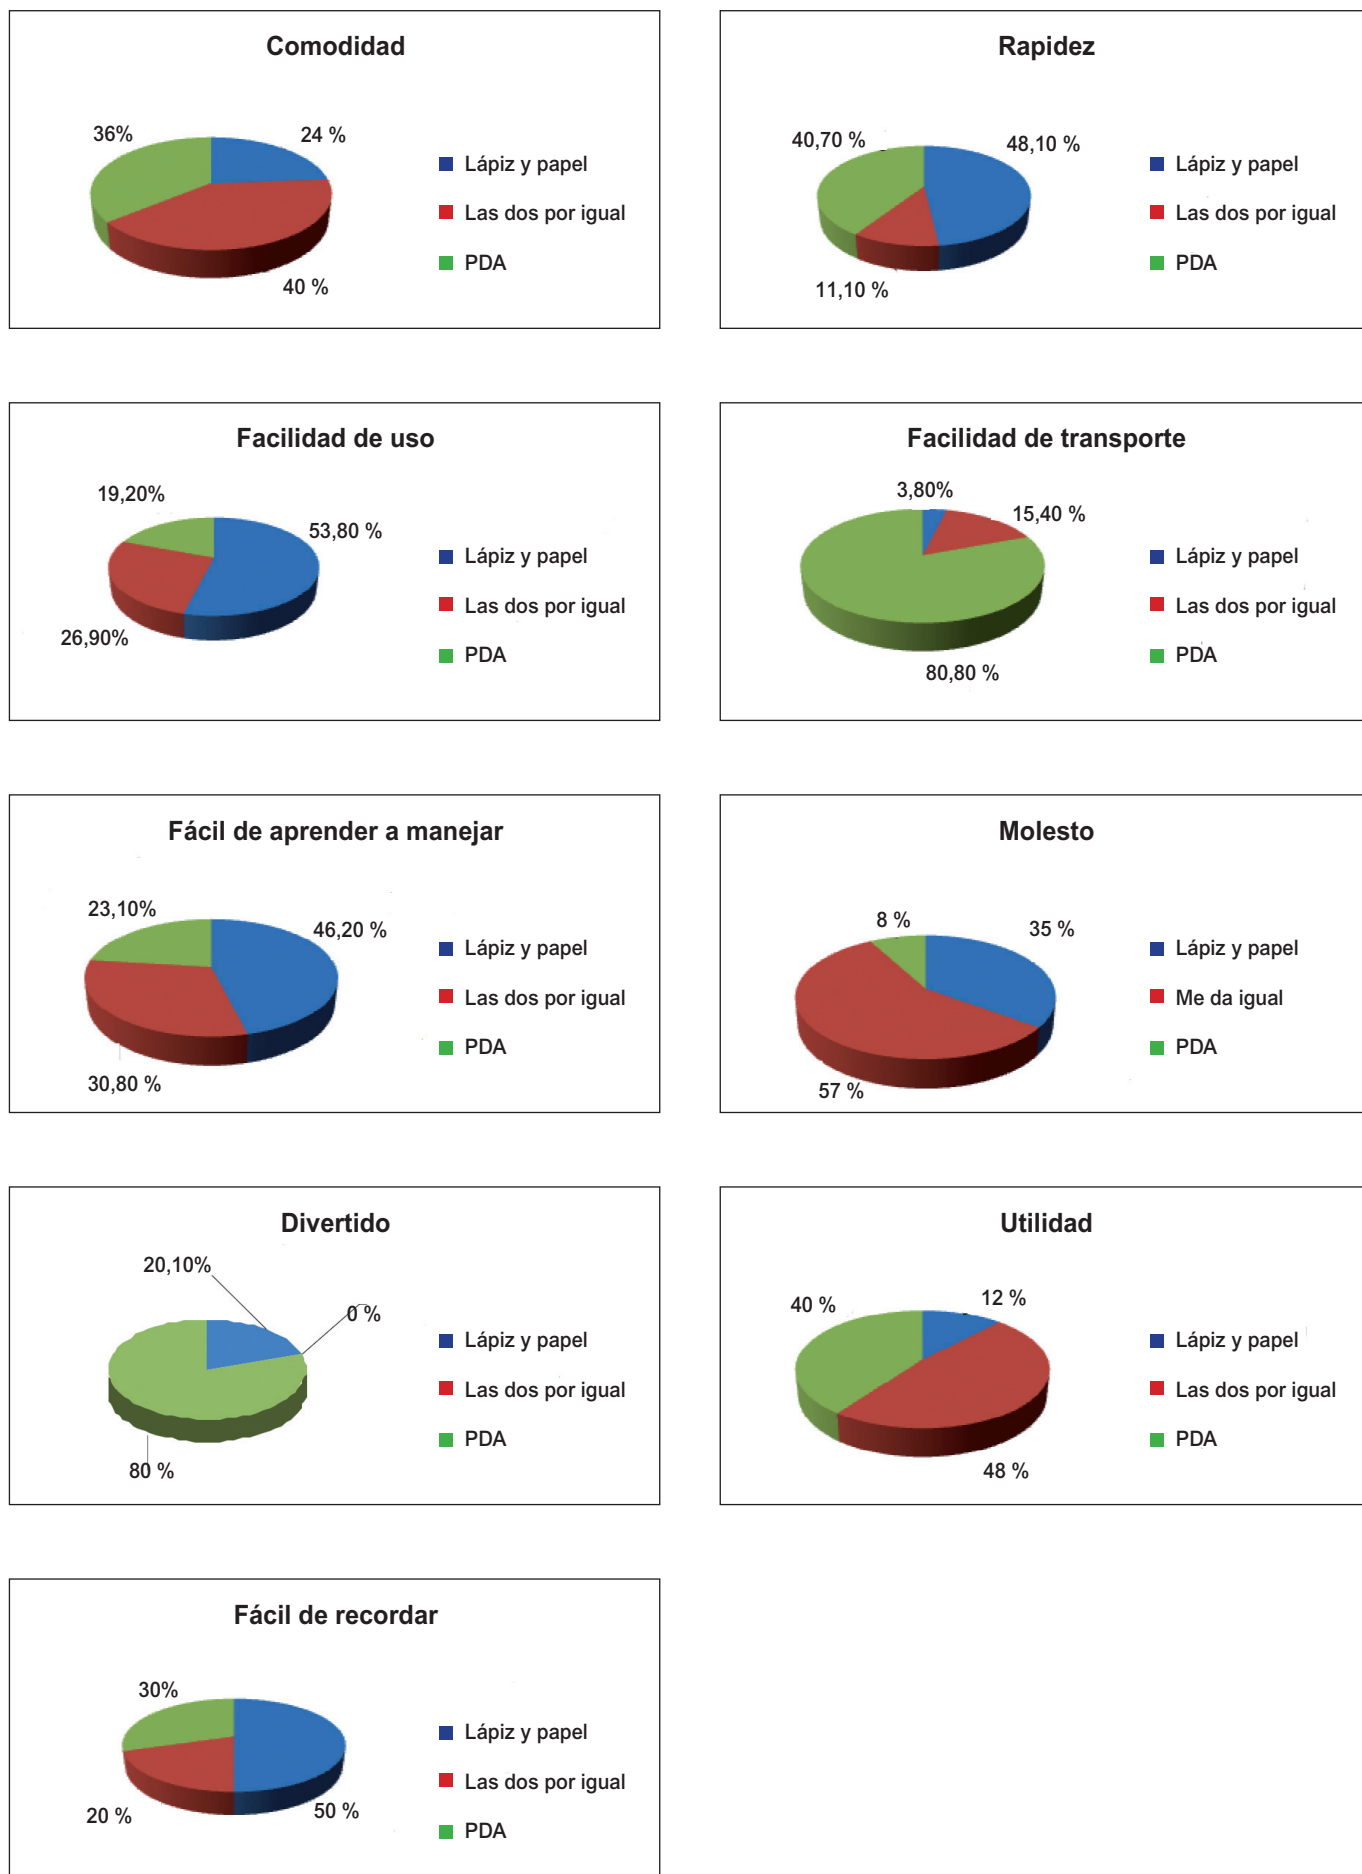 Comodidad
36%
24 %
40 %
Lápiz y papel
Las dos por igual
PDA
Rapidez
40,70 %
48,10 %
11,10 %
Lápiz y papel
Las dos por igual
PDA
Facilidad de uso
19,20%
53,80 %
26,90%
Lápiz y papel
Las dos por igual
PDA
Facilidad de transporte
3,80%
15,40 %
80,80 %
Lápiz y papel
Las dos por igual
PDA
Fácil de aprender a manejar
23,10%
46,20 %
30,80 %
Lápiz y papel
Las dos por igual
PDA
Molesto
8 %
35 %
57 %
Lápiz y papel
Me da igual
PDA
Divertido
20,10%
0 %
80 %
Lápiz y papel
Las dos por igual
PDA
Utilidad
40 %
12 %
48 %
Lápiz y papel
Las dos por igual
PDA
Fácil de recordar
30%
20 %
50 %
Lápiz y papel
Las dos por igual
PDA